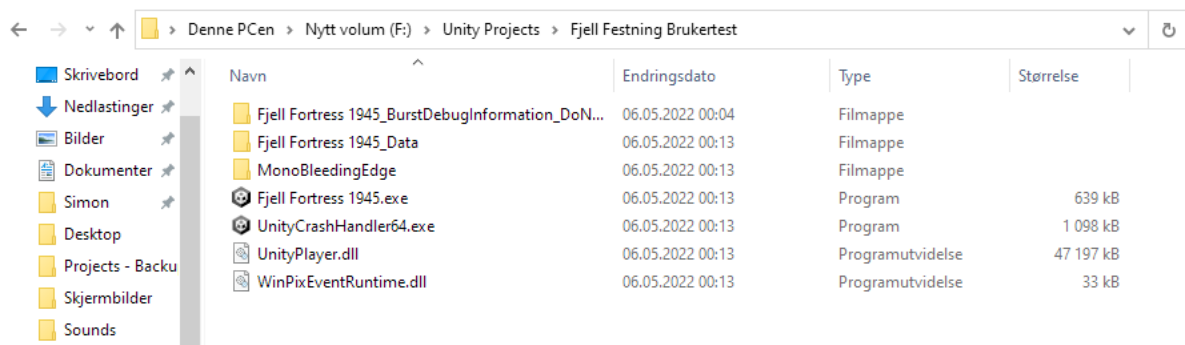 Denne PCen > Nytt volum (F:) > Unity Projects > Fjell Festning Brukertest
Skrivebord
Nedlastinger
Bilder
Dokumenter
Simon
Desktop
Projects - Backu
Skjermbilder
Sounds
Navn Endringsdato Type Størrelse
Fjell Fortress 1945_BurstDebugInformation_DoN... 06.05.2022 00:04 Filmappe
Fjell Fortress 1945_Data 06.05.2022 00:13 Filmappe
MonoBleedingEdge 06.05.2022 00:13 Filmappe
Fjell Fortress 1945.exe 06.05.2022 00:13 Program 639 kB
UnityCrashHandler64.exe 06.05.2022 00:13 Program 1 098 kB
UnityPlayer.dll 06.05.2022 00:13 Programutvidelse 47 197 kB
WinPixEventRuntime.dll 06.05.2022 00:13 Programutvidelse 33 kB